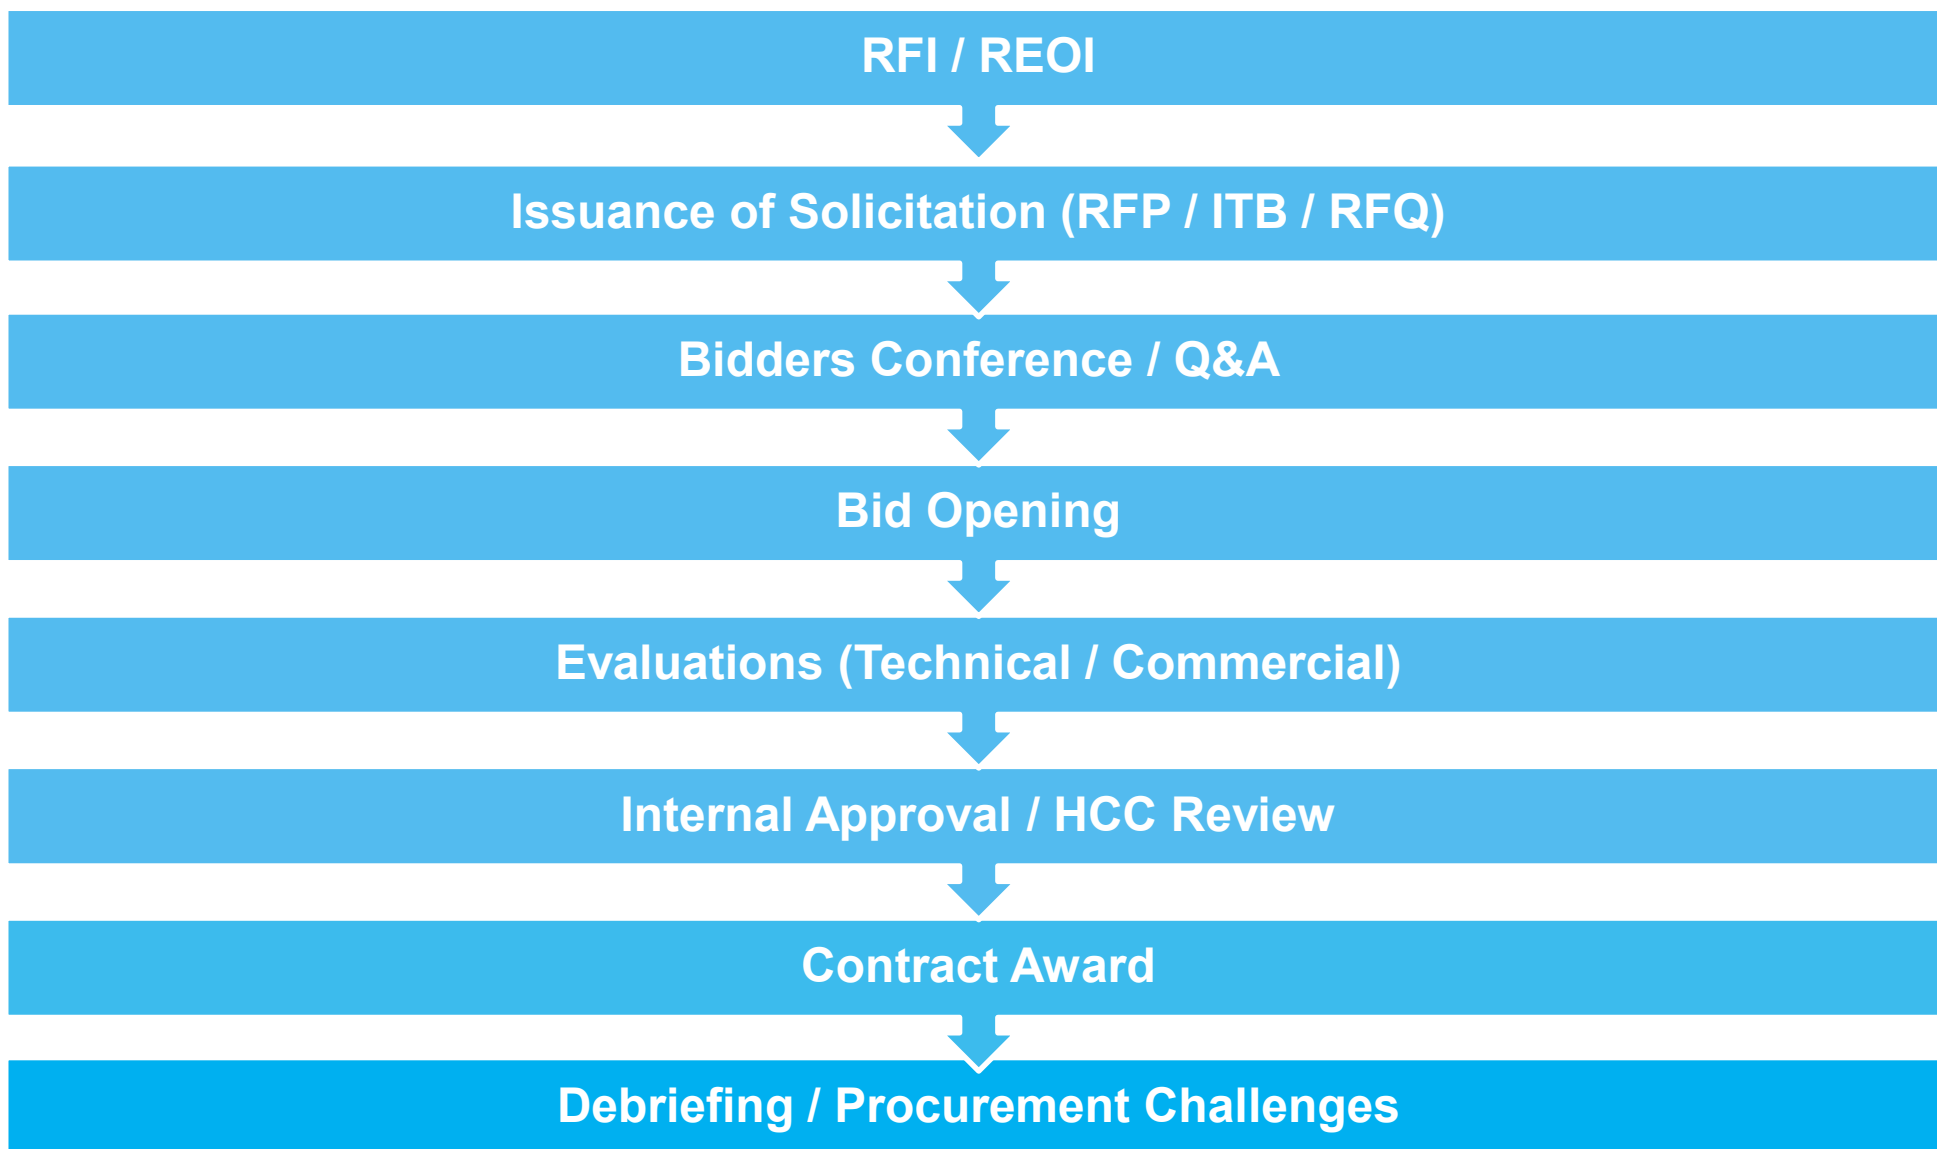 RFI / REOI
Issuance of Solicitation (RFP / ITB / RFQ)
Bidders Conference / Q&A
Bid Opening
Evaluations (Technical / Commercial)
Internal Approval / HCC Review
Contract Award
Debriefing / Procurement Challenges